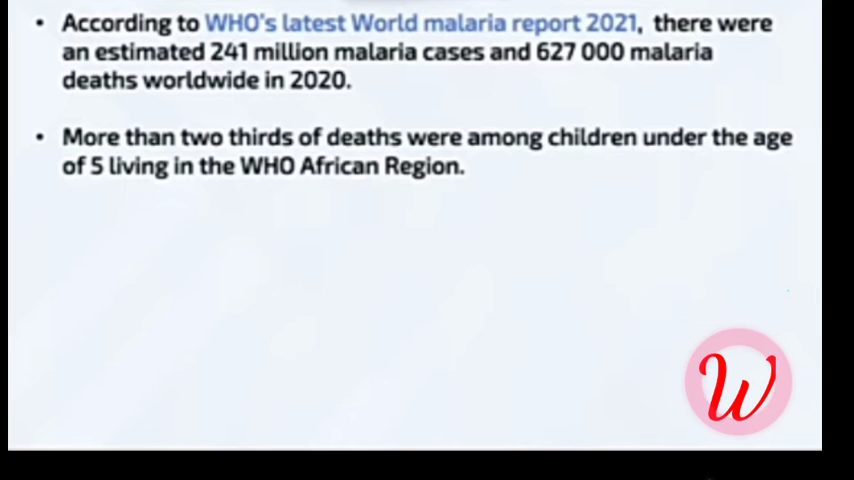 • According to WHO's latest World malaria report 2021, there were
an estimated 241 million malaria cases and 627 000 malaria
deaths worldwide in 2020.
• More than two thirds of deaths were among children under the age
of 5 living in the WHO African Region.
W